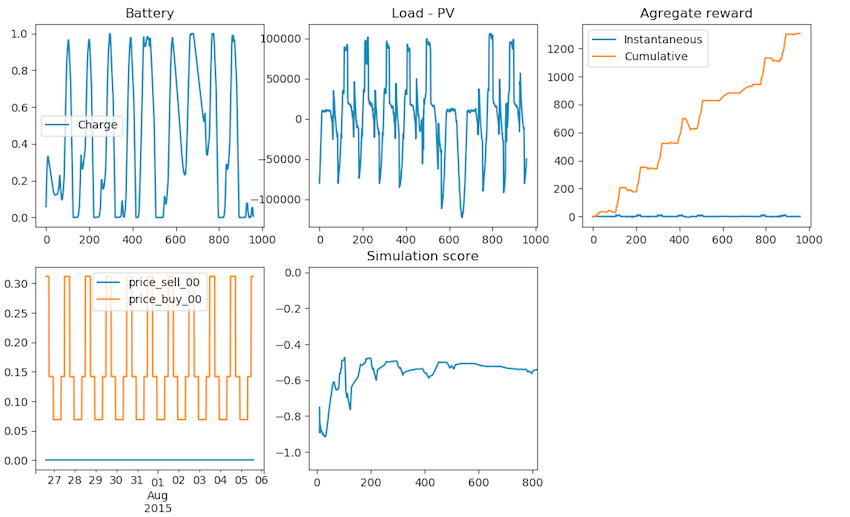 Battery
1.0
0.8
0.6
0.4
0.2
0.0
Charge
0 200 400 600 800 1000
Load - PV
100000
50000
0
−50000
−100000
0 200 400 600 800 1000
Agregate reward
1200
1000
800
600
400
200
0
Instantaneous
Cumulative
0 200 400 600 800 1000
0.30
0.25
0.20
0.15
0.10
0.05
0.00
price_sell_00
price_buy_00
27 28 29 30 31 01 02 03 04 05 06
Aug
2015
Simulation score
0.0
−0.2
−0.4
−0.6
−0.8
−1.0
0 200 400 600 800